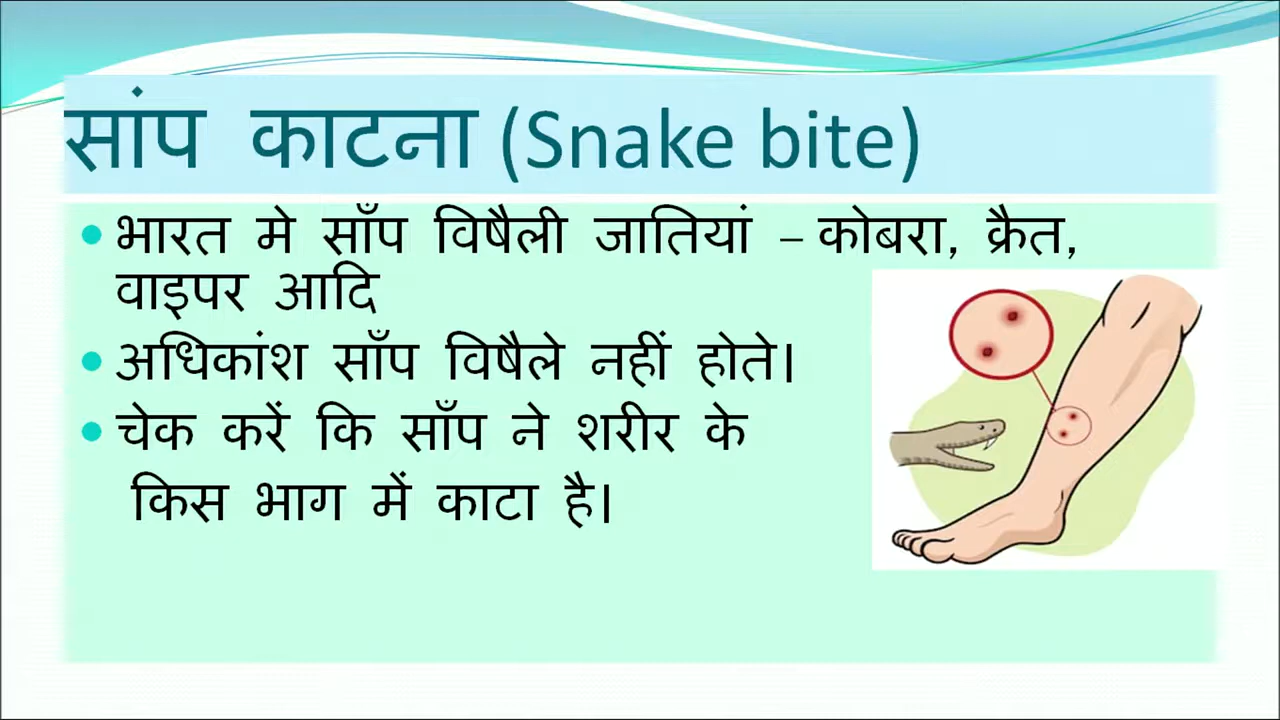 सांप काटना (Snake bite)
• भारत मे साँप विषैली जातियां – कोबरा, क्रैत,
वाइपर आदि
• अधिकांश साँप विषैले नहीं होते।
• चेक करें कि साँप ने शरीर के
किस भाग में काटा है।